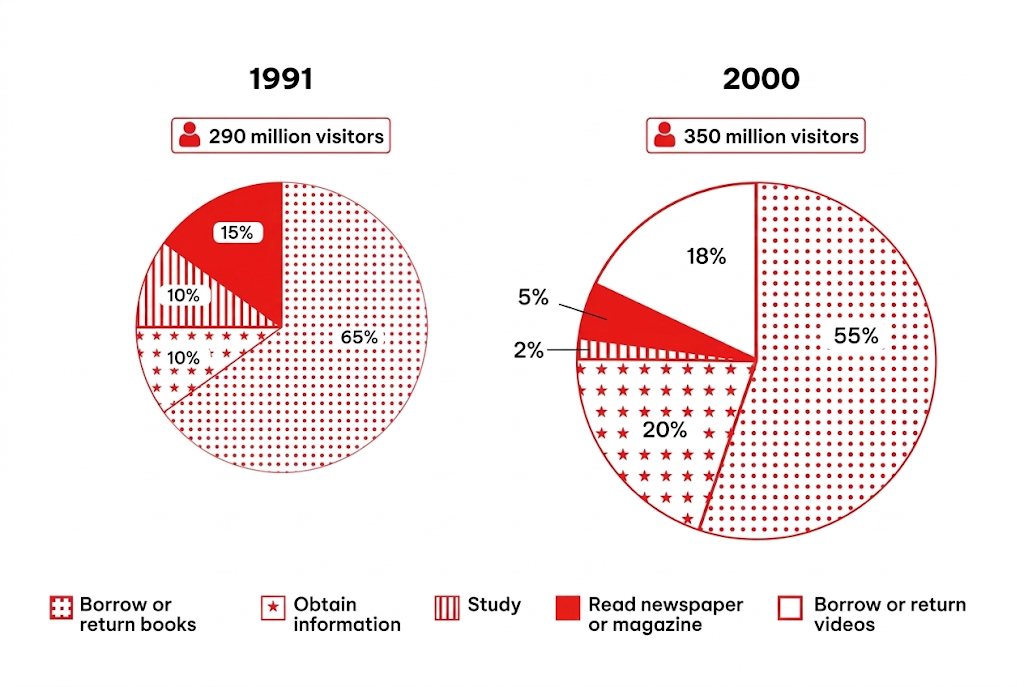 1991
290 million visitors
15%
10%
10%
65%
2000
350 million visitors
18%
5%
2%
55%
20%
Borrow or
return books
Obtain
information
Study
Read newspaper
or magazine
Borrow or return
videos